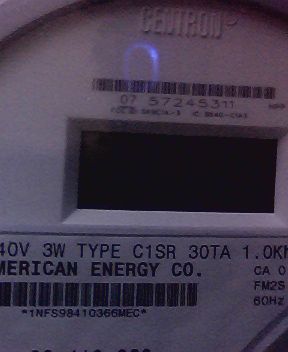 CENTRON
07 57245311
40V 3W TYPE C1SR 30TA 1.0K
MERICAN ENERGY CO.
CA 0
FM2S
60Hz
*1NFS98410366MEC*